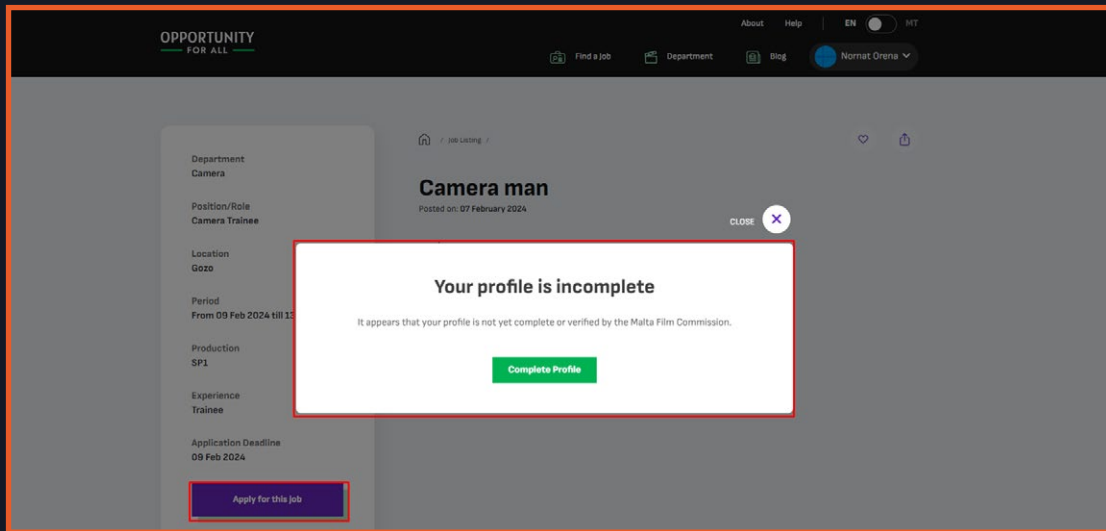 About Help EN MT
OPPORTUNITY
FOR ALL
Find a Job Department Blog Nornat Orena
/ Job Listing /
Department
Camera
Camera man
Posted on: 07 February 2024
Position/Role
Camera Trainee
CLOSE
Location
Gozo
Your profile is incomplete
Period
From 09 Feb 2024 till 13
It appears that your profile is not yet complete or verified by the Malta Film Commission.
Production
SP1
Complete Profile
Experience
Trainee
Application Deadline
09 Feb 2024
Apply for this job